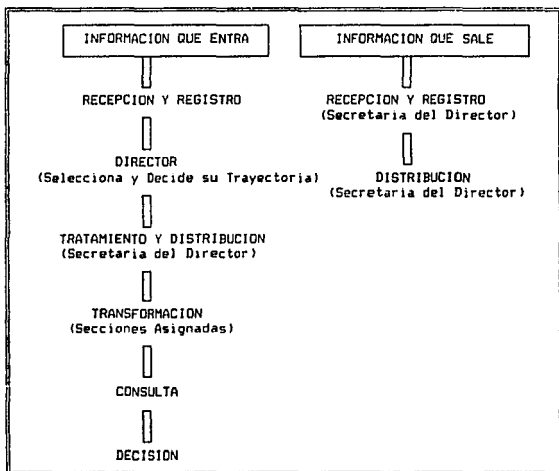 INFORMACION QUE ENTRA
RECEPCION Y REGISTRO
DIRECTOR
(Selecciona y Decide su Trayectoria)
TRATAMIENTO Y DISTRIBUCION
(Secretaria del Director)
TRANSFORMACION
(Secciones Asignadas)
CONSULTA
DECISION
INFORMACION QUE SALE
RECEPCION Y REGISTRO
(Secretaria del Director)
DISTRIBUCION
(Secretaria del Director)